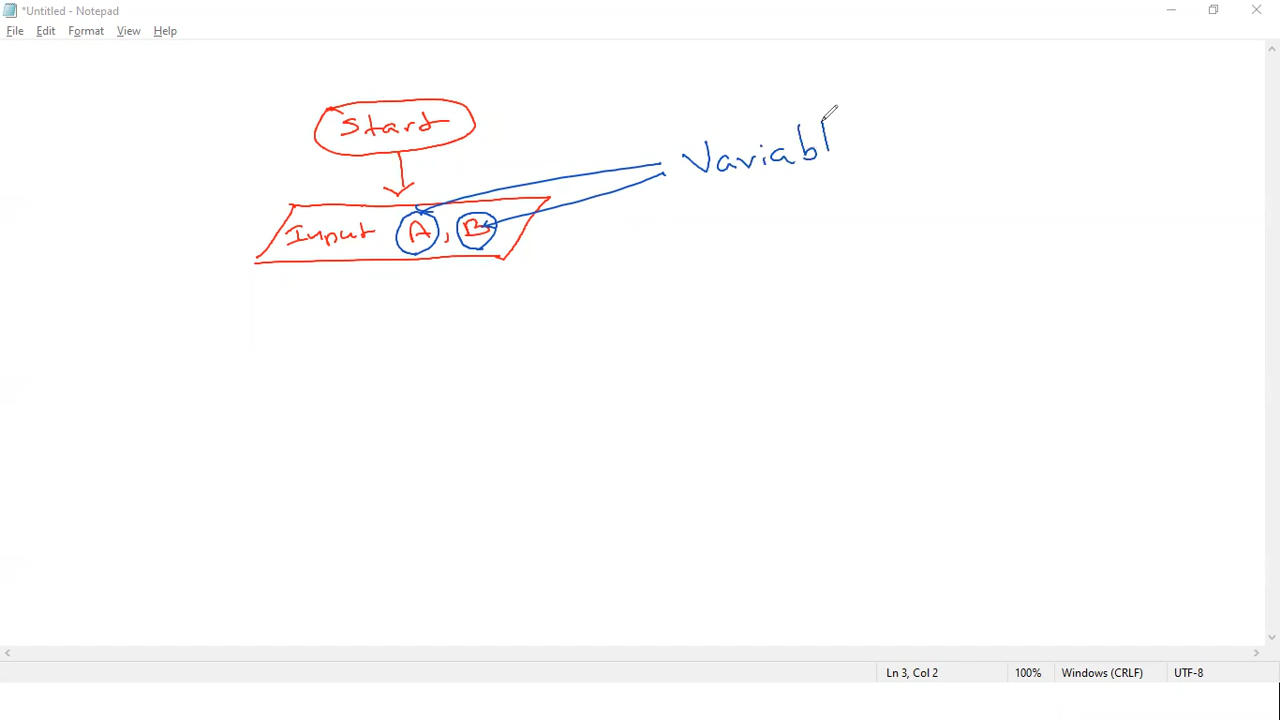 *Untitled - Notepad
File Edit Format View Help
Start
Variabl
Input A, B
Ln 3, Col 2 100% Windows (CRLF) UTF-8